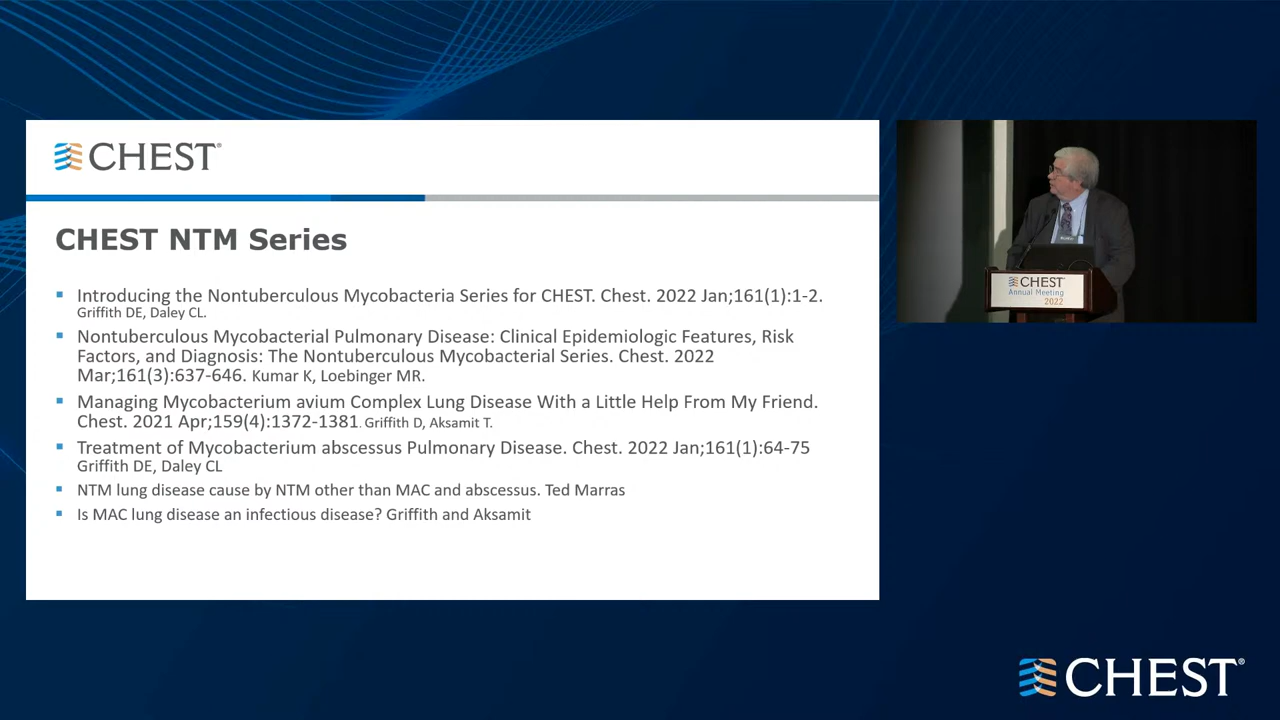 CHEST®
CHEST NTM Series
▪ Introducing the Nontuberculous Mycobacteria Series for CHEST. Chest. 2022 Jan;161(1):1-2.
Griffith DE, Daley CL.
▪ Nontuberculous Mycobacterial Pulmonary Disease: Clinical Epidemiologic Features, Risk
Factors, and Diagnosis: The Nontuberculous Mycobacterial Series. Chest. 2022
Mar;161(3):637-646. Kumar K, Loebinger MR.
▪ Managing Mycobacterium avium Complex Lung Disease With a Little Help From My Friend.
Chest. 2021 Apr;159(4):1372-1381. Griffith D, Aksamit T.
▪ Treatment of Mycobacterium abscessus Pulmonary Disease. Chest. 2022 Jan;161(1):64-75
Griffith DE, Daley CL
▪ NTM lung disease cause by NTM other than MAC and abscessus. Ted Marras
▪ Is MAC lung disease an infectious disease? Griffith and Aksamit
CHEST
Annual Meeting
2022
CHEST®